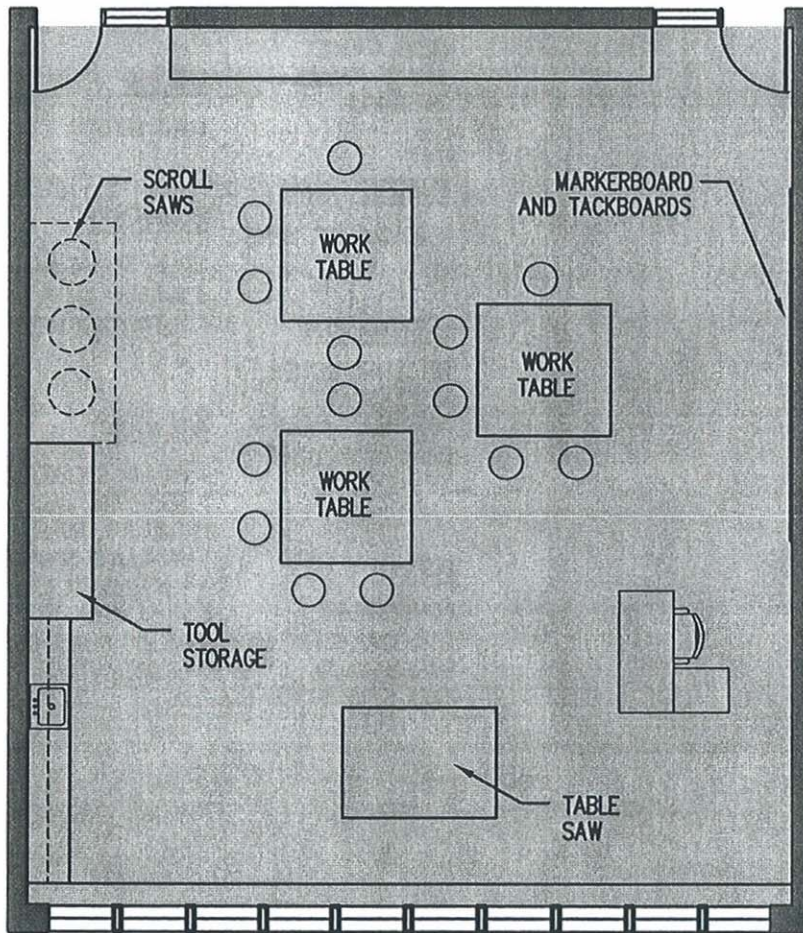 SCROLL
SAWS
MARKERBOARD
AND TACKBOARDS
WORK
TABLE
WORK
TABLE
WORK
TABLE
TOOL
STORAGE
TABLE
SAW